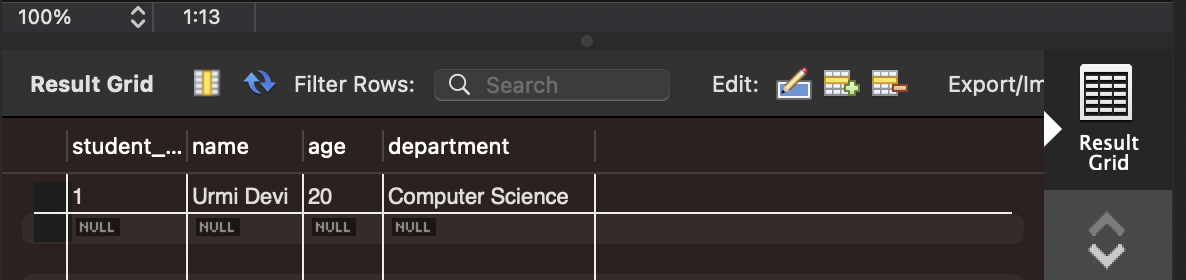 100% 1:13
Result Grid Filter Rows: Search Edit: Export/Im
Result
Grid
student_... name age department
1 Urmi Devi 20 Computer Science
NULL NULL NULL NULL